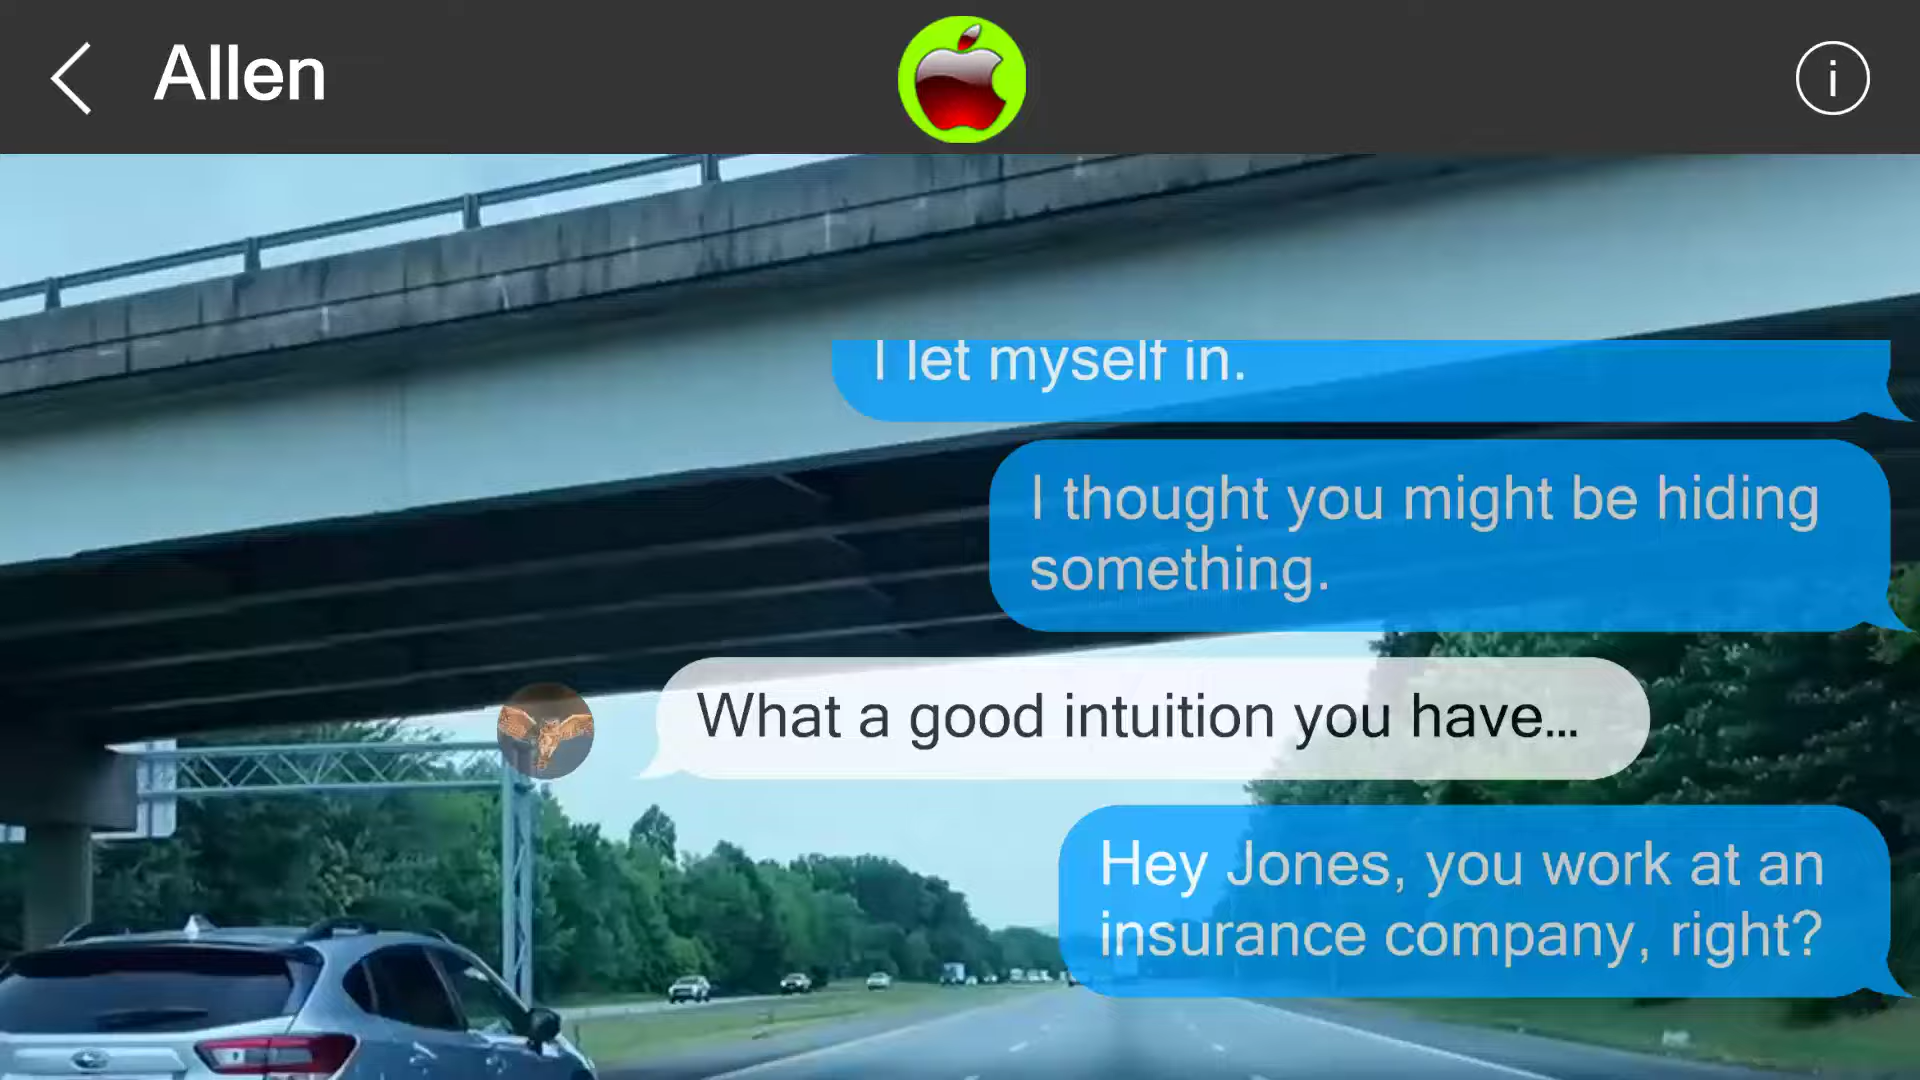 Allen
i
I let myself in.
I thought you might be hiding
something.
What a good intuition you have...
Hey Jones, you work at an
insurance company, right?